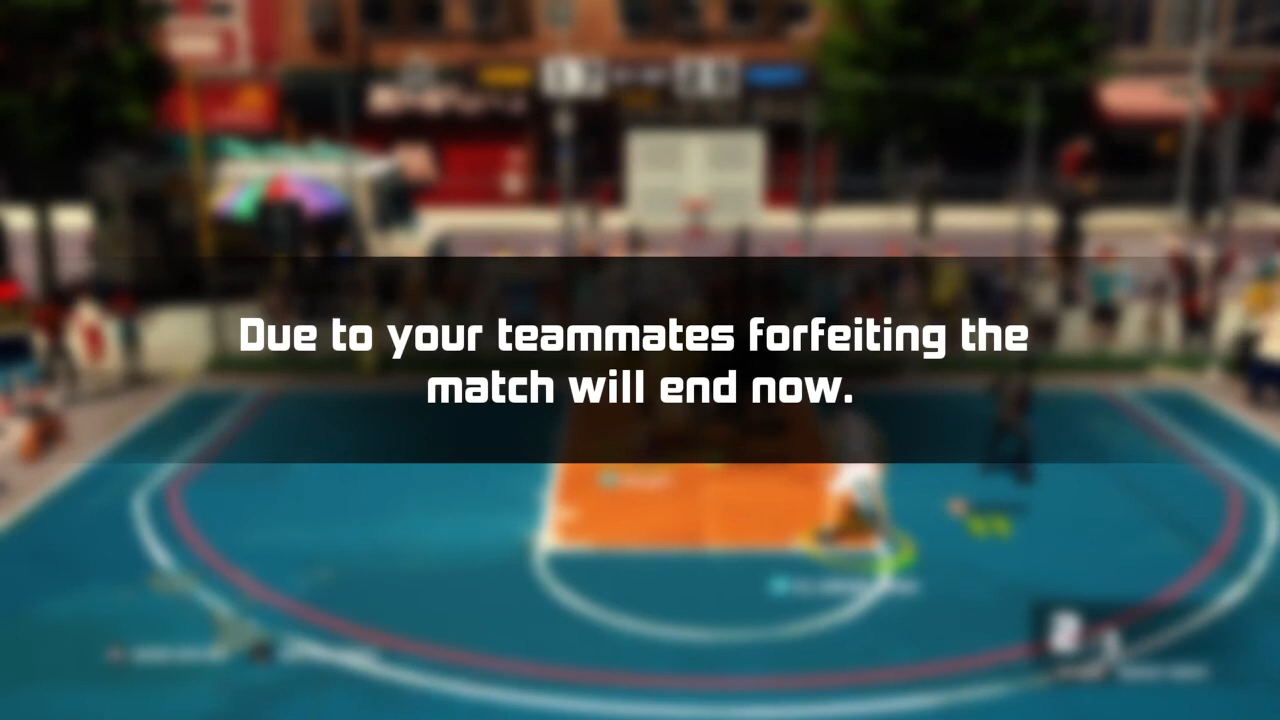 Due to your teammates forfeiting the
match will end now.